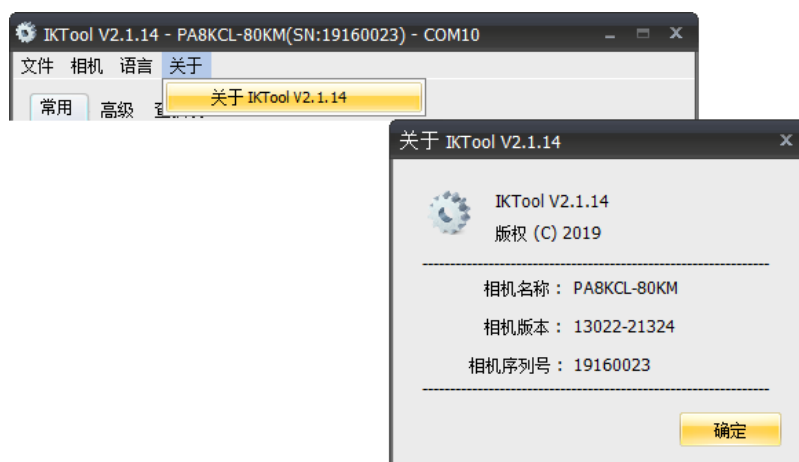 IKTool V2.1.14 - PA8KCL-80KM(SN:19160023) - COM10
文件 相机 语言 关于
关于 IKTool V2.1.14
常用 高级
关于 IKTool V2.1.14
IKTool V2.1.14
版权 (C) 2019
相机名称： PA8KCL-80KM
相机版本： 13022-21324
相机序列号： 19160023
确定